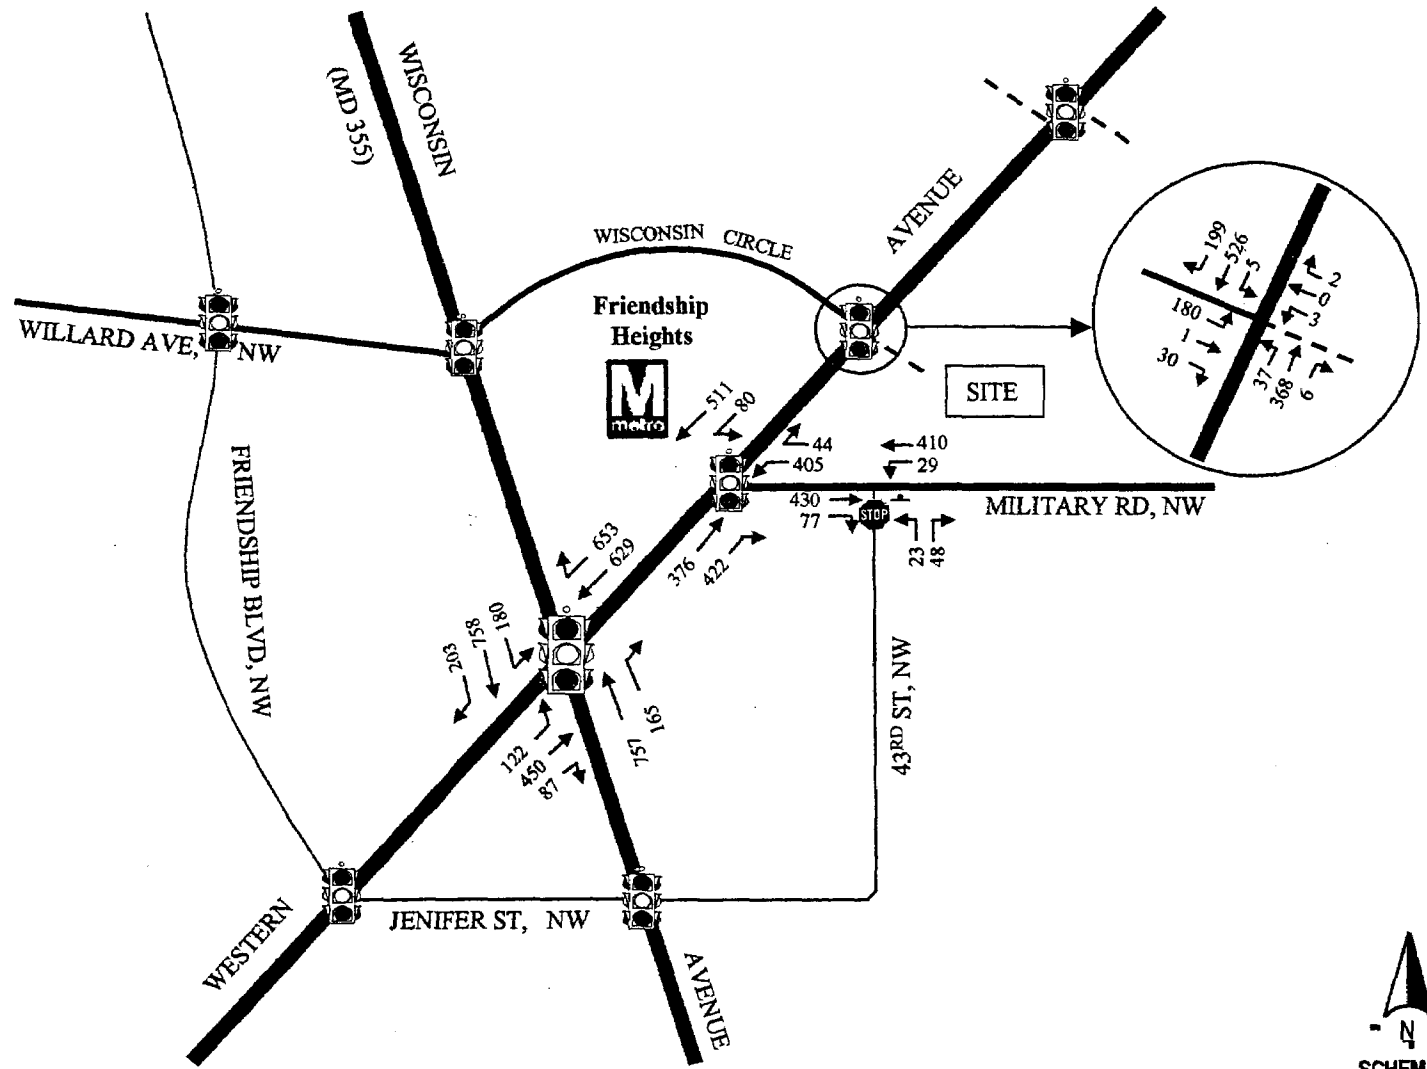 WISCONSIN
(MD 355)
AVENUE
WISCONSIN CIRCLE
Friendship
Heights
M
metro
WILLARD AVE, NW
SITE
199
526
5
2
0
3
180
1
30
37
368
6
511
80
44
405
410
29
430
77
STOP
23
48
MILITARY RD, NW
376
422
653
629
FRIENDSHIP BLVD, NW
203
758
180
165
757
122
450
87
43RD ST, NW
JENIFER ST, NW
WESTERN
AVENUE
N
SCHEM